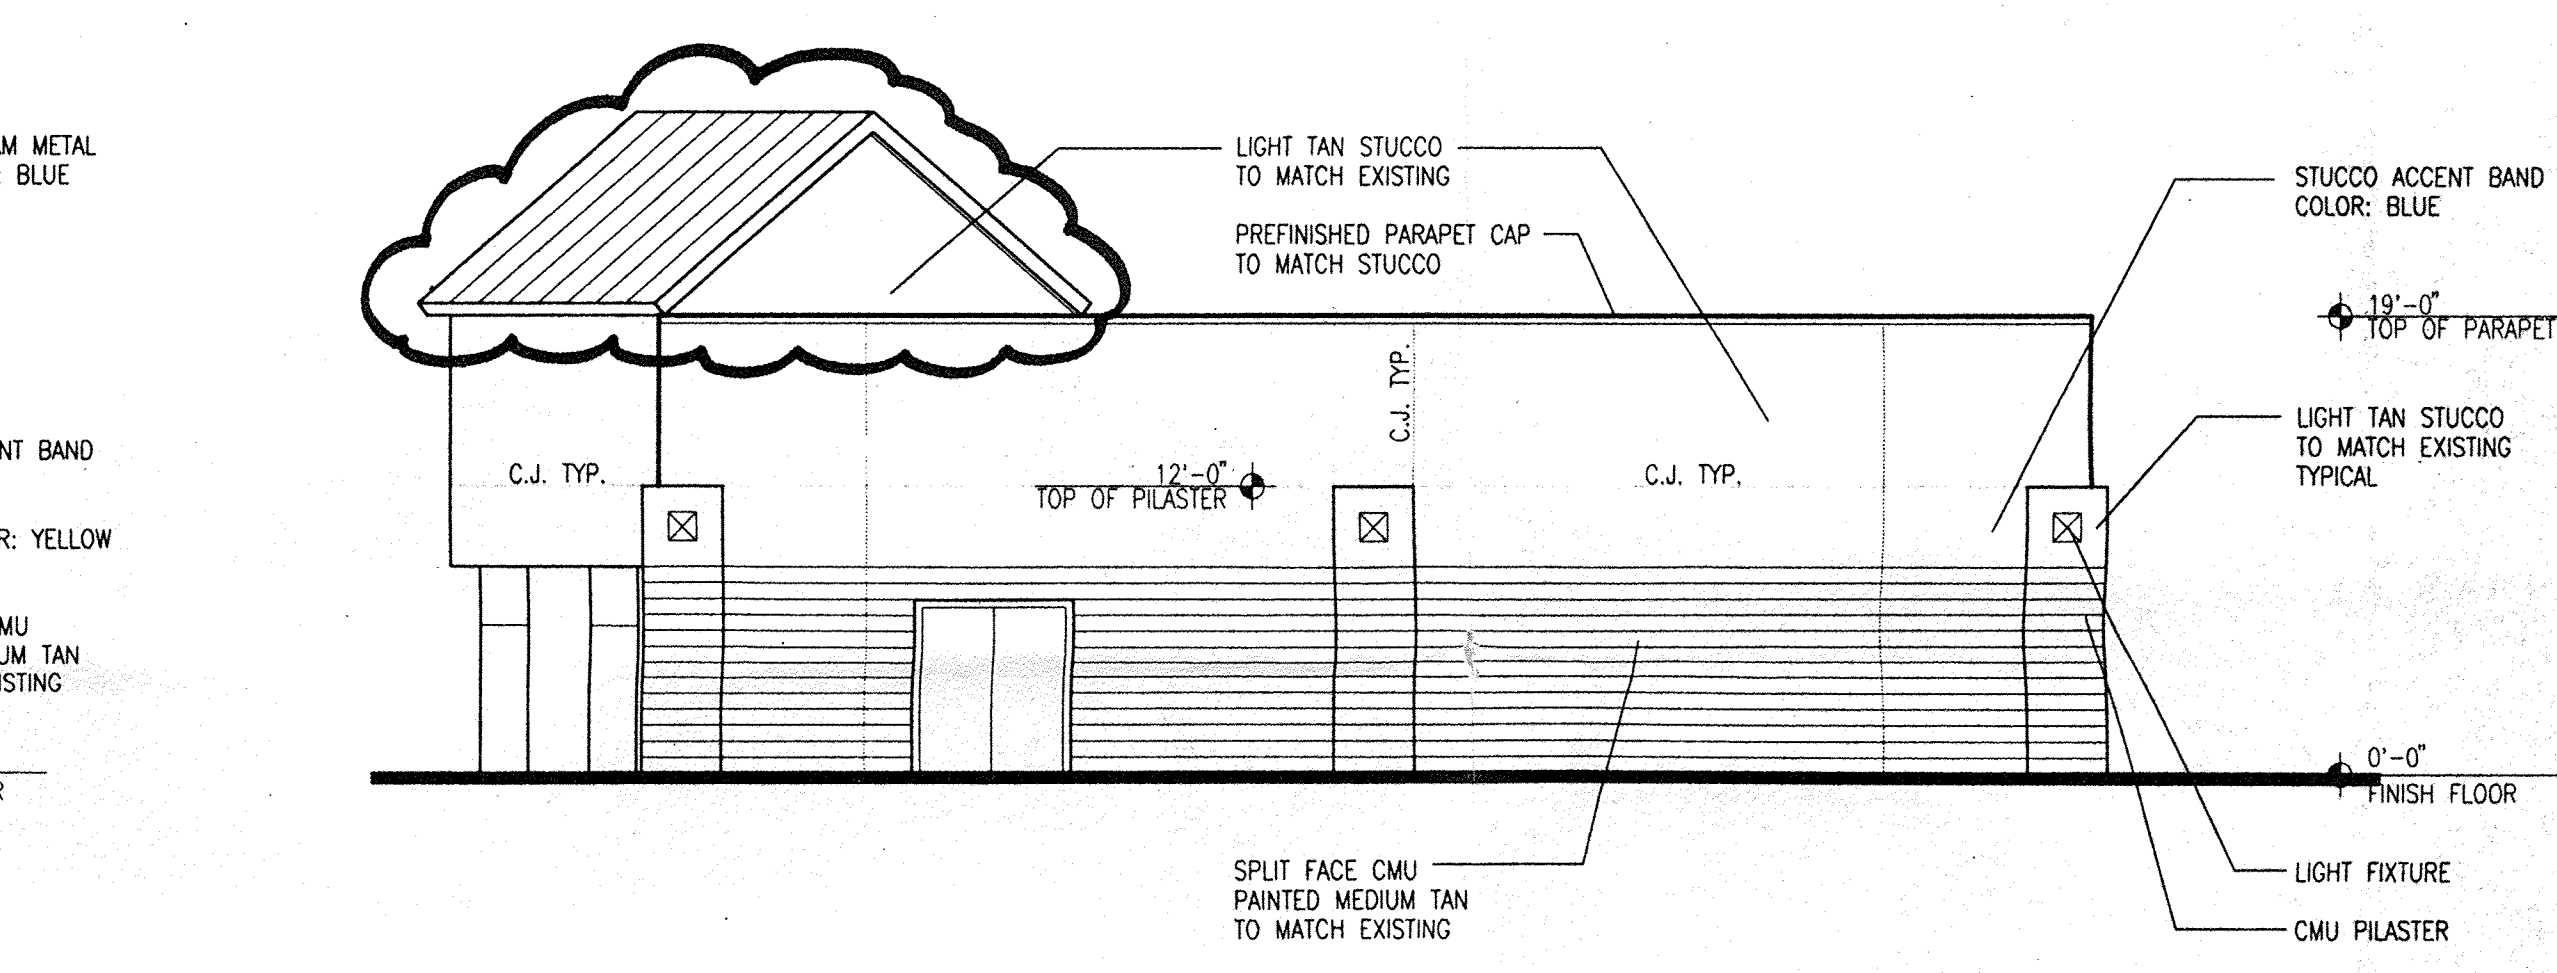 AM METAL
: BLUE
NT BAND
R: YELLOW
MU
UM TAN
ISTING
R
LIGHT TAN STUCCO
TO MATCH EXISTING
PREFINISHED PARAPET CAP
TO MATCH STUCCO
STUCCO ACCENT BAND
COLOR: BLUE
19'-0"
TOP OF PARAPET
LIGHT TAN STUCCO
TO MATCH EXISTING
TYPICAL
C.J. TYP.
C.J. TYP.
12'-0"
TOP OF PILASTER
C.J. TYP.
0'-0"
FINISH FLOOR
SPLIT FACE CMU
PAINTED MEDIUM TAN
TO MATCH EXISTING
LIGHT FIXTURE
CMU PILASTER